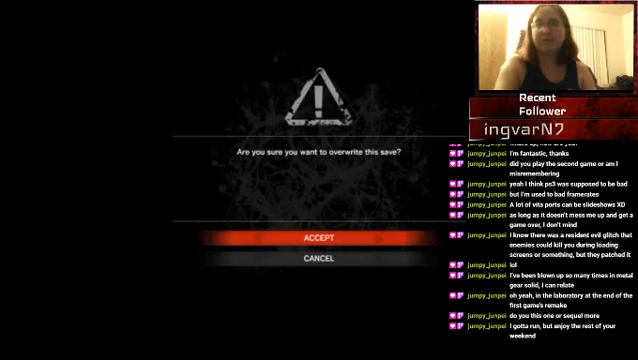 Are you sure you want to overwrite this save?
ACCEPT
CANCEL
Recent
Follower
ingvarN7
jumpy_junpei I'm fantastic, thanks
jumpy_junpei did you play the second game or am I
misremembering
jumpy_junpei yeah I think ps3 was supposed to be bad
jumpy_junpei but I'm used to bad framerates
jumpy_junpei A lot of vita ports can be slideshows XD
jumpy_junpei as long as it doesn't mess me up and get a
game over, I don't mind
jumpy_junpei I know there was a resident evil glitch that
enemies could kill you during loading
screens or something, but they patched it
jumpy_junpei lol
jumpy_junpei I've been blown up so many times in metal
gear solid, I can relate
jumpy_junpei oh yeah, in the laboratory at the end of the
first game's remake
jumpy_junpei do you this one or sequel more
jumpy_junpei I gotta run, but enjoy the rest of your
weekend